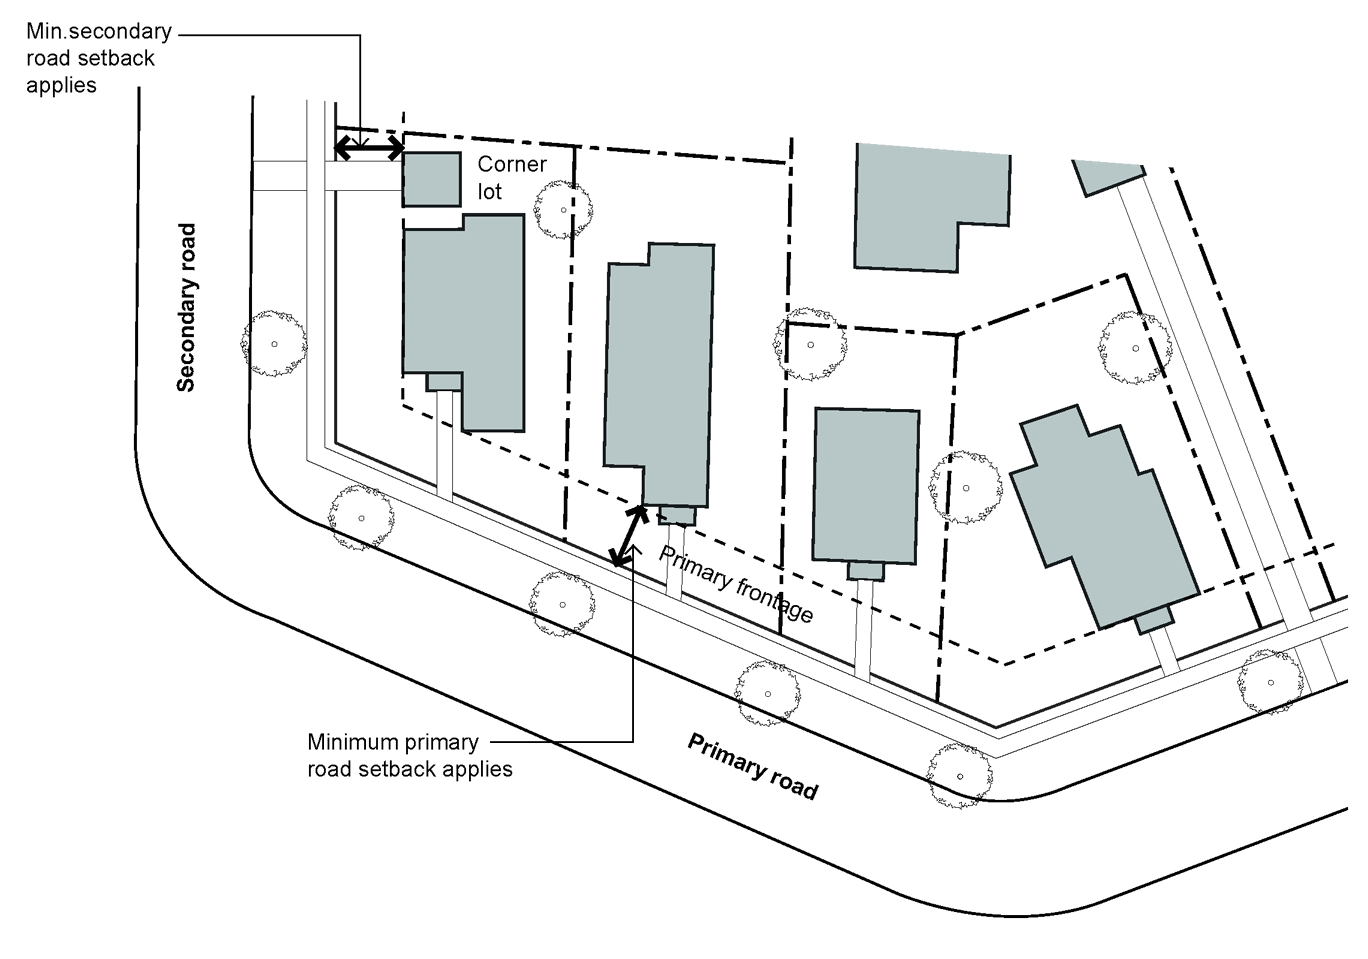 Min.secondary
road setback
applies
Corner
lot
Secondary road
Primary frontage
Minimum primary
road setback applies
Primary road